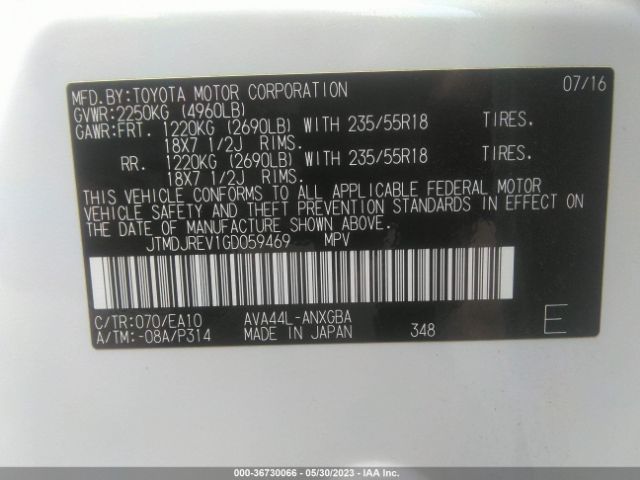 MFD.BY:TOYOTA MOTOR CORPORATION 07/16
GVWR:2250KG (4960LB)
GAWR:FRT. 1220KG (2690LB) WITH 235/55R18 TIRES.
18X7 1/2J RIMS.
RR. 1220KG (2690LB) WITH 235/55R18 TIRES.
18X7 1/2J RIMS.
THIS VEHICLE CONFORMS TO ALL APPLICABLE FEDERAL MOTOR
VEHICLE SAFETY AND THEFT PREVENTION STANDARDS IN EFFECT ON
THE DATE OF MANUFACTURE SHOWN ABOVE.
JTMDJREV1GD059469 MPV
C/TR:070/EA10 AVA44L-ANXGBA
A/TM:-08A/P314 MADE IN JAPAN 348 E
000-36730066 - 05/30/2023 - IAA Inc.